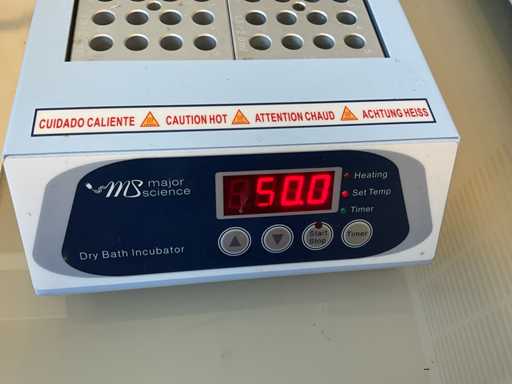 CUIDADO CALIENTE CAUTION HOT ATTENTION CHAUD ACHTUNG HEISS
MS major science
50.0
Heating
Set Temp
Timer
Start Stop
Timer
Dry Bath Incubator